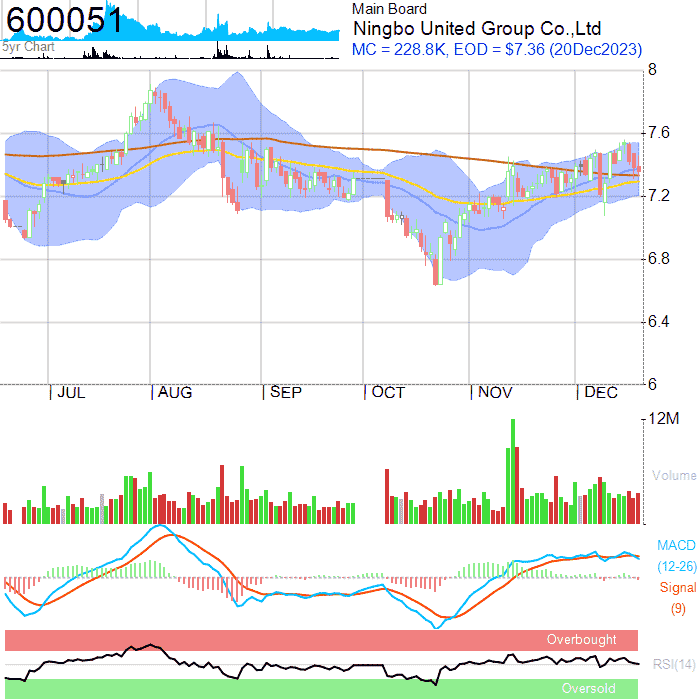 600051
5yr Chart
Main Board
Ningbo United Group Co.,Ltd
MC = 228.8K, EOD = $7.36 (20Dec2023)
8
7.6
7.2
6.8
6.4
6
JUL AUG SEP OCT NOV DEC
12M
Volume
MACD
(12-26)
Signal
(9)
Overbought
RSI(14)
Oversold